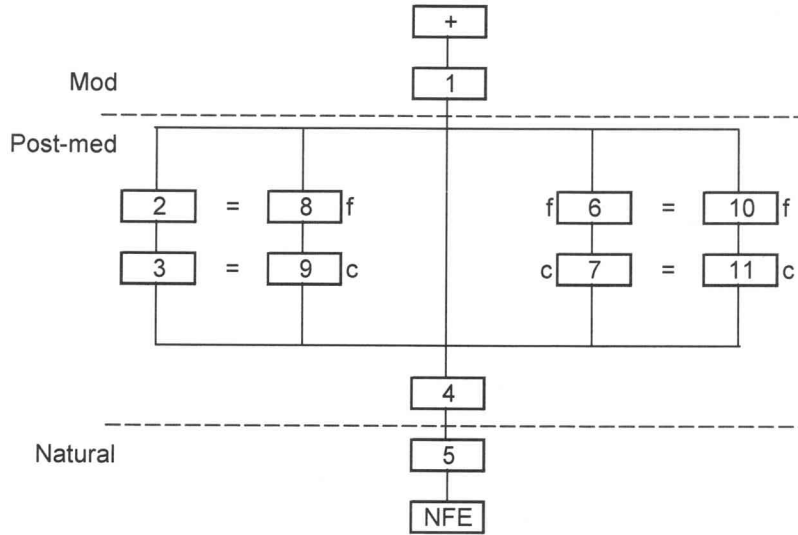 +
Mod 1
Post-med
2 = 8 f f 6 = 10 f
3 = 9 c c 7 = 11 c
4
Natural 5
NFE